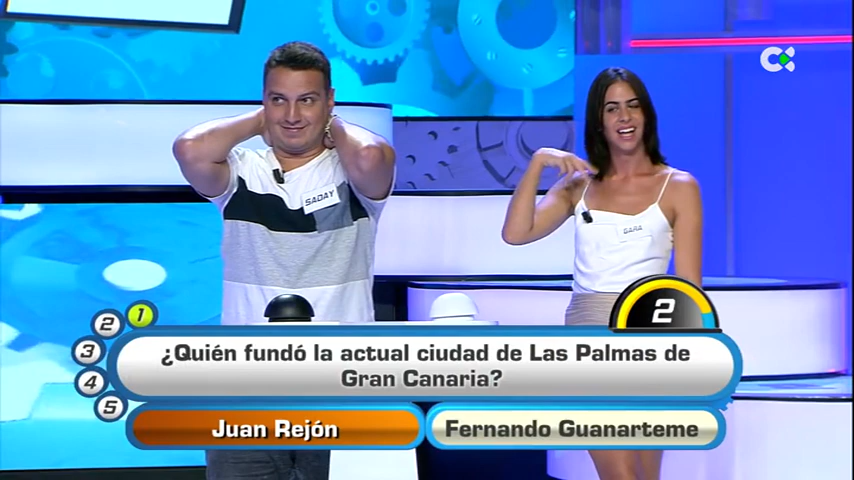 SADAY
GARA
2
1
2
3
4
5
¿Quién fundó la actual ciudad de Las Palmas de
Gran Canaria?
Juan Rejón
Fernando Guanarteme